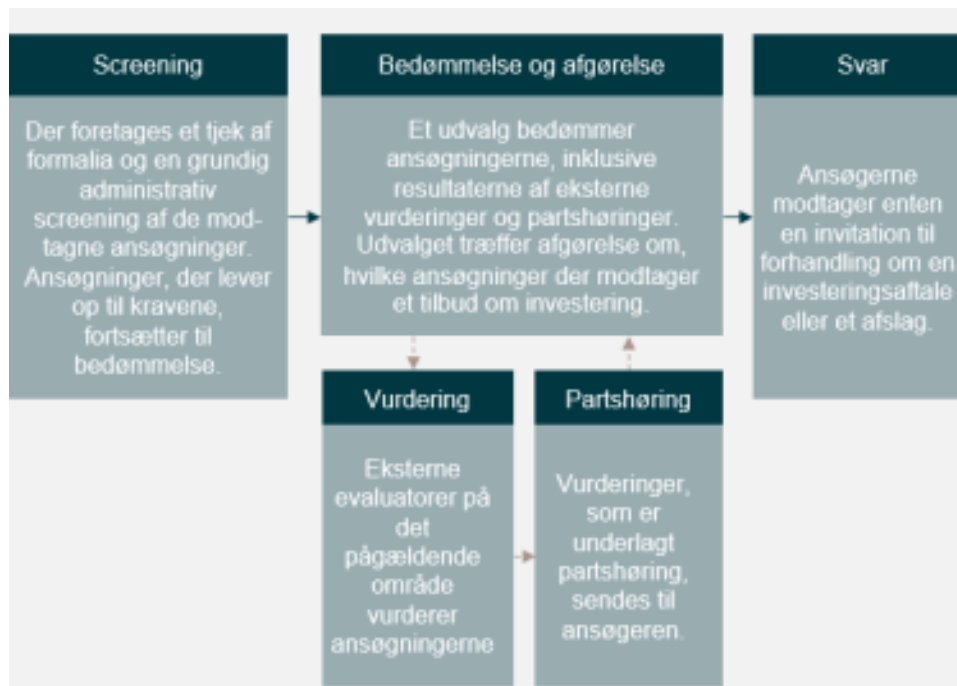 Screening
Der foretages et tjek af
formalia og en grundig
administrativ
screening af de mod-
tagne ansøgninger.
Ansøgninger, der lever
op til kravene,
fortsætter til
bedømmelse.
Bedømmelse og afgørelse
Et udvalg bedømmer
ansøgningerne, inklusive
resultaterne af eksterne
vurderinger og partshøringer.
Udvalget træffer afgørelse om,
hvilke ansøgninger der modtager
et tilbud om investering.
Vurdering
Eksterne
evaluatorer på
det
pågældende
område
vurderer
ansøgningerne
Partshøring
Vurderinger,
som er
underlagt
partshøring,
sendes til
ansøgeren.
Svar
Ansøgerne
modtager enten
en invitation til
forhandling om en
investeringsaftale
eller et afslag.